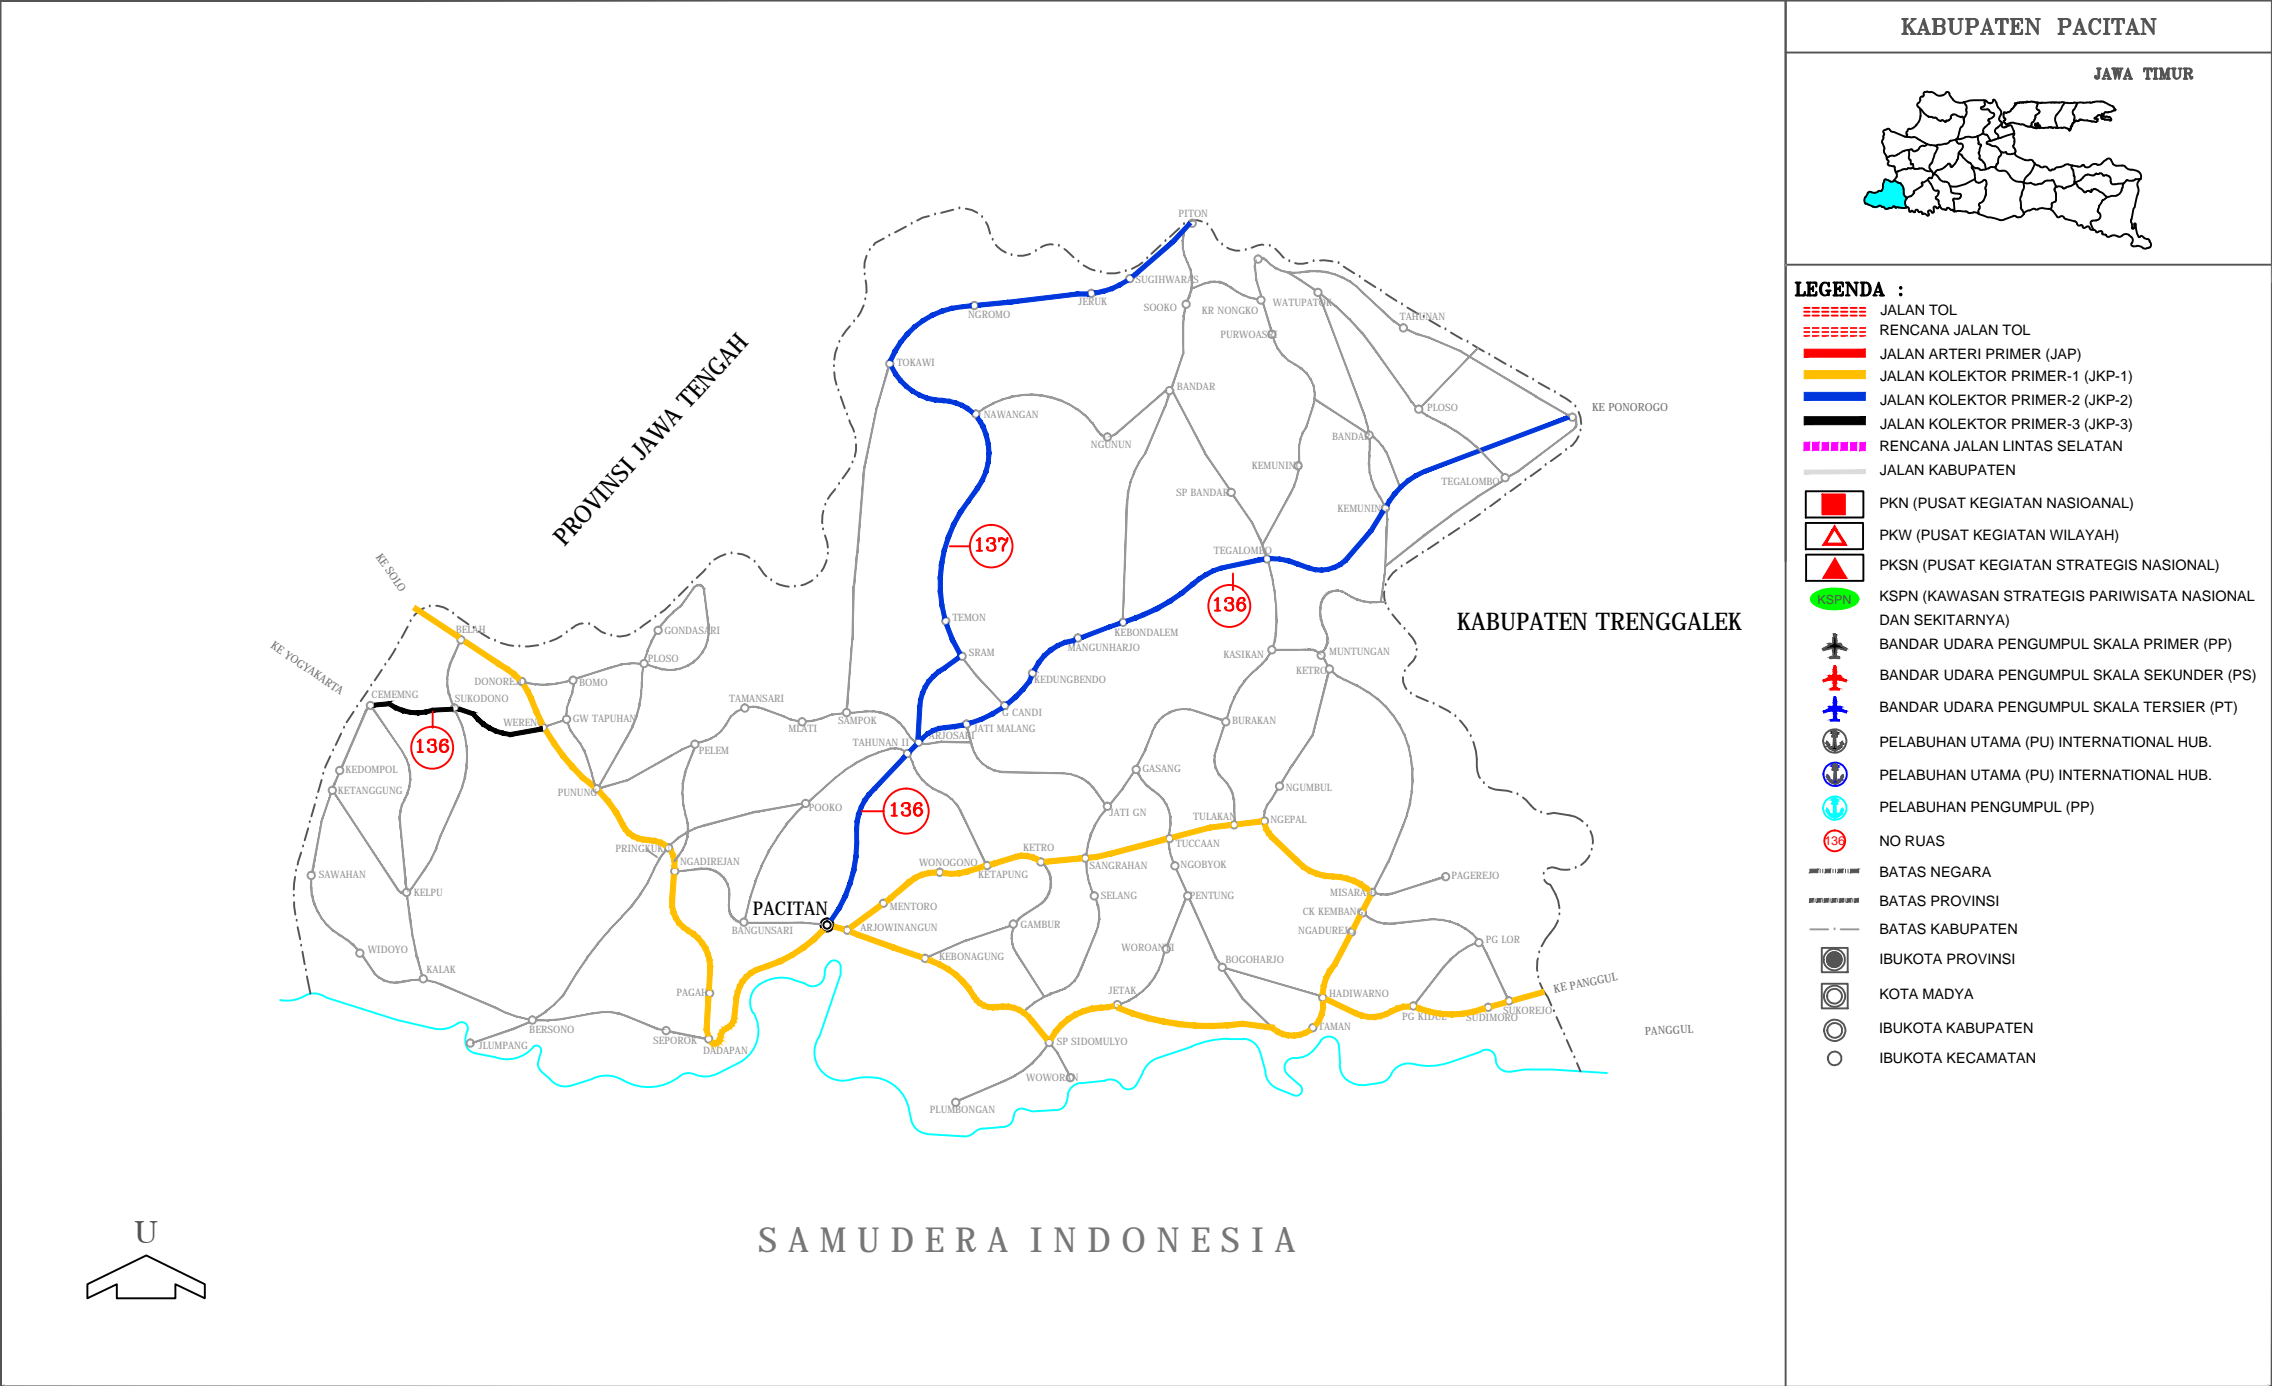 KABUPATEN PACITAN
JAWA TIMUR
LEGENDA :
JALAN TOL
RENCANA JALAN TOL
JALAN ARTERI PRIMER (JAP)
JALAN KOLEKTOR PRIMER-1 (JKP-1)
JALAN KOLEKTOR PRIMER-2 (JKP-2)
JALAN KOLEKTOR PRIMER-3 (JKP-3)
RENCANA JALAN LINTAS SELATAN
JALAN KABUPATEN
PKN (PUSAT KEGIATAN NASIOANAL)
PKW (PUSAT KEGIATAN WILAYAH)
PKSN (PUSAT KEGIATAN STRATEGIS NASIONAL)
KSPN
KSPN (KAWASAN STRATEGIS PARIWISATA NASIONAL
DAN SEKITARNYA)
BANDAR UDARA PENGUMPUL SKALA PRIMER (PP)
BANDAR UDARA PENGUMPUL SKALA SEKUNDER (PS)
BANDAR UDARA PENGUMPUL SKALA TERSIER (PT)
PELABUHAN UTAMA (PU) INTERNATIONAL HUB.
PELABUHAN UTAMA (PU) INTERNATIONAL HUB.
PELABUHAN PENGUMPUL (PP)
136
NO RUAS
BATAS NEGARA
BATAS PROVINSI
BATAS KABUPATEN
IBUKOTA PROVINSI
KOTA MADYA
IBUKOTA KABUPATEN
IBUKOTA KECAMATAN
PITON
SUGIHWARAS
JERUK
NGROMO
SOOKO
KR NONGKO
WATUPATOK
PURWOASRI
TAHUNAN
TOKAWI
BANDAR
NAWANGAN
NGUNUN
PLOSO
KE PONOROGO
BANDAR
KEMUNING
SP BANDAR
TEGALOMBO
KEMUNING
PROVINSI JAWA TENGAH
137
TEGALOMBO
136
KE SOLO
KE YOGYAKARTA
BELAH
GONDASARI
TEMON
KEBONDALEM
MANGUNHARJO
KABUPATEN TRENGGALEK
SRAM
KASIKAN
MUNTUNGAN
KETRO
PLOSO
KEDUNGBENDO
DONOREJO
BOMO
CEMEMNG
SUKODONO
TAMANSARI
G CANDI
WERENG
GW TAPUHAN
MLATI
SAMPOK
JATI MALANG
BURAKAN
ARJOSARI
TAHUNAN II
136
PELEM
KEDOMPOL
GASANG
KETANGGUNG
PUNUNG
NGUMBUL
POOKO
136
JATI GN
TULAKAN
NGEPAL
PRINGKUKU
NGADIREJAN
WONOGONO
KETRO
KETAPUNG
SANGRAHAN
TUCCAAN
NGOBYOK
SAWAHAN
KELPU
SELANG
PENTUNG
MISARAN
PAGEREJO
PACITAN
MENTORO
CK KEMBANG
BANGUNSARI
ARJOWINANGUN
GAMBUR
NGADUREJO
PG LOR
WIDOYO
KEBONAGUNG
KALAK
BOGOHARJO
PAGAH
JETAK
HADIWARNO
KE PANGGUL
PG KIDUL
SUDIMORO
SUKOREJO
BERSONO
SEPOROK
DADAPAN
TAMAN
PANGGUL
JLUMPANG
SP SIDOMULYO
PLUMBONGAN
U
SAMUDERA INDONESIA